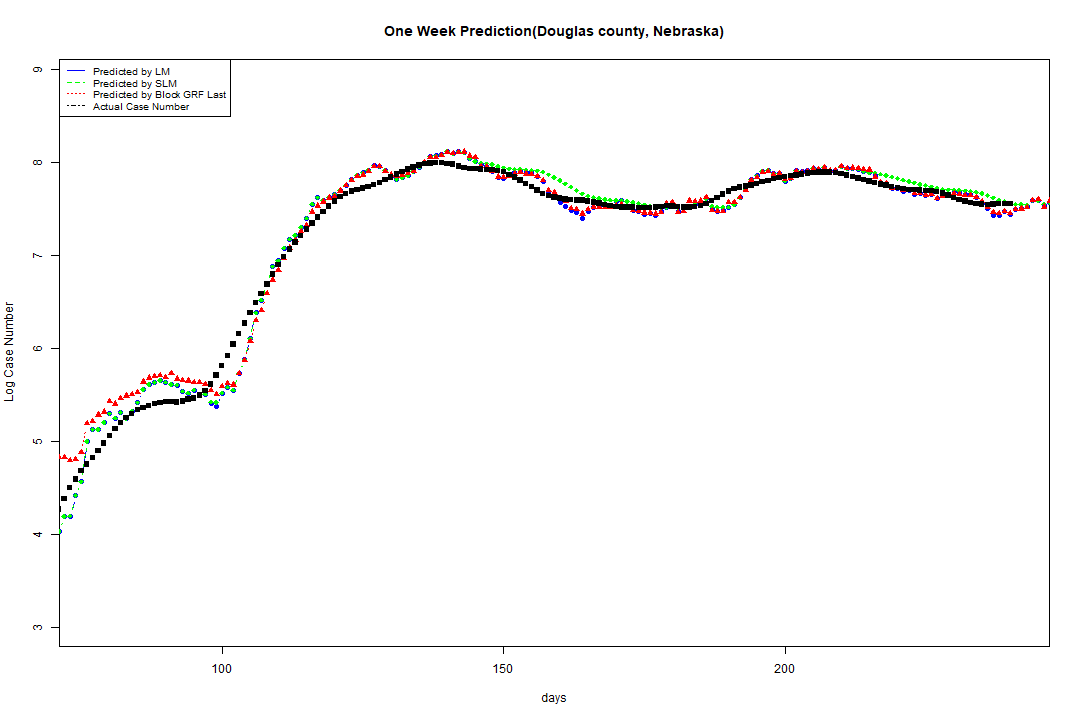 One Week Prediction(Douglas county, Nebraska)
Predicted by LM
Predicted by SLM
Predicted by Block GRF Last
Actual Case Number
9
8
7
6
5
4
3
Log Case Number
100
150
200
days